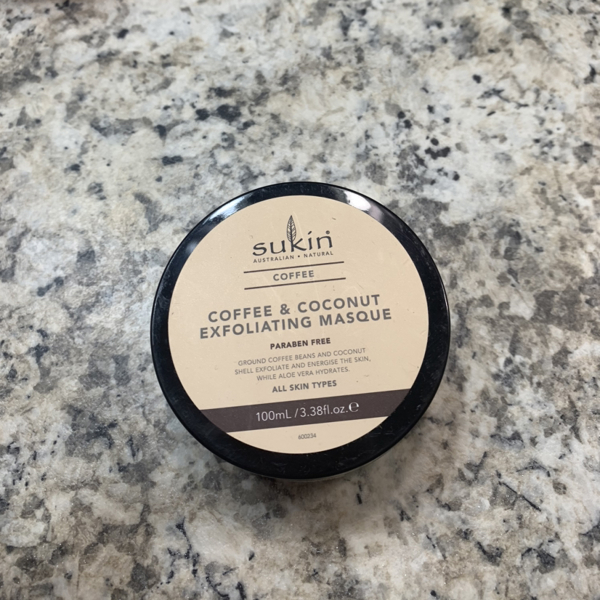 sukin
AUSTRALIAN • NATURAL
COFFEE
COFFEE & COCONUT
EXFOLIATING MASQUE
PARABEN FREE
GROUND COFFEE BEANS AND COCONUT
SHELL EXFOLIATE AND ENERGISE THE SKIN,
WHILE ALOE VERA HYDRATES.
ALL SKIN TYPES
100mL/3.38fl.oz.℮
600234